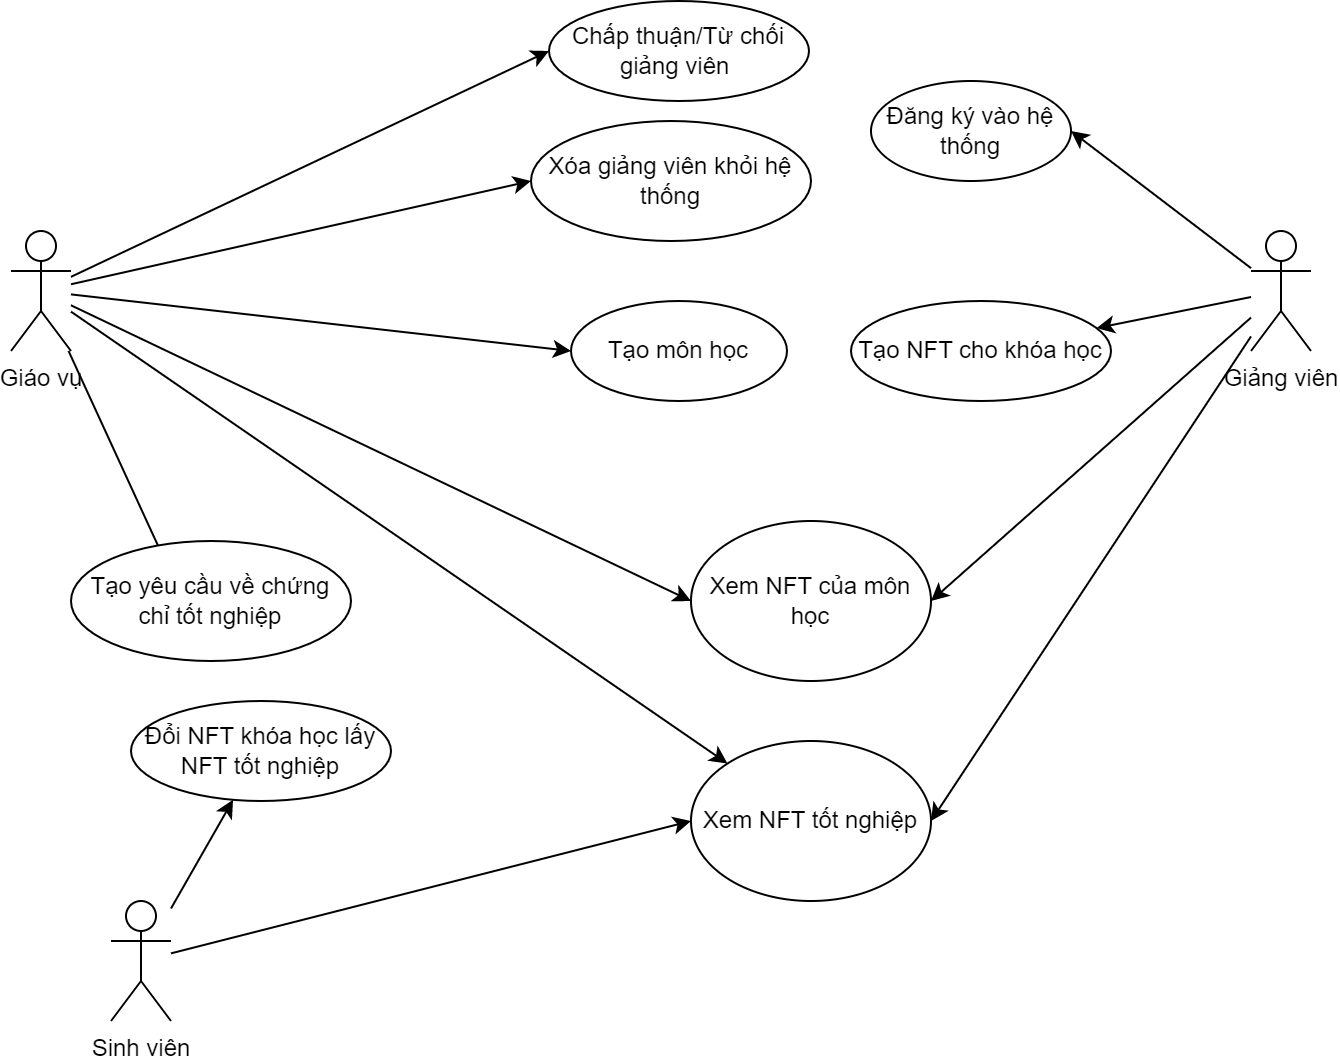 Chấp thuận/Từ chối
giảng viên
Đăng ký vào hệ
thống
Xóa giảng viên khỏi hệ
thống
Tạo môn học
Tạo NFT cho khóa học
Giáo vụ
Giảng viên
Tạo yêu cầu về chứng
chỉ tốt nghiệp
Xem NFT của môn
học
Đổi NFT khóa học lấy
NFT tốt nghiệp
Xem NFT tốt nghiệp
Sinh viên